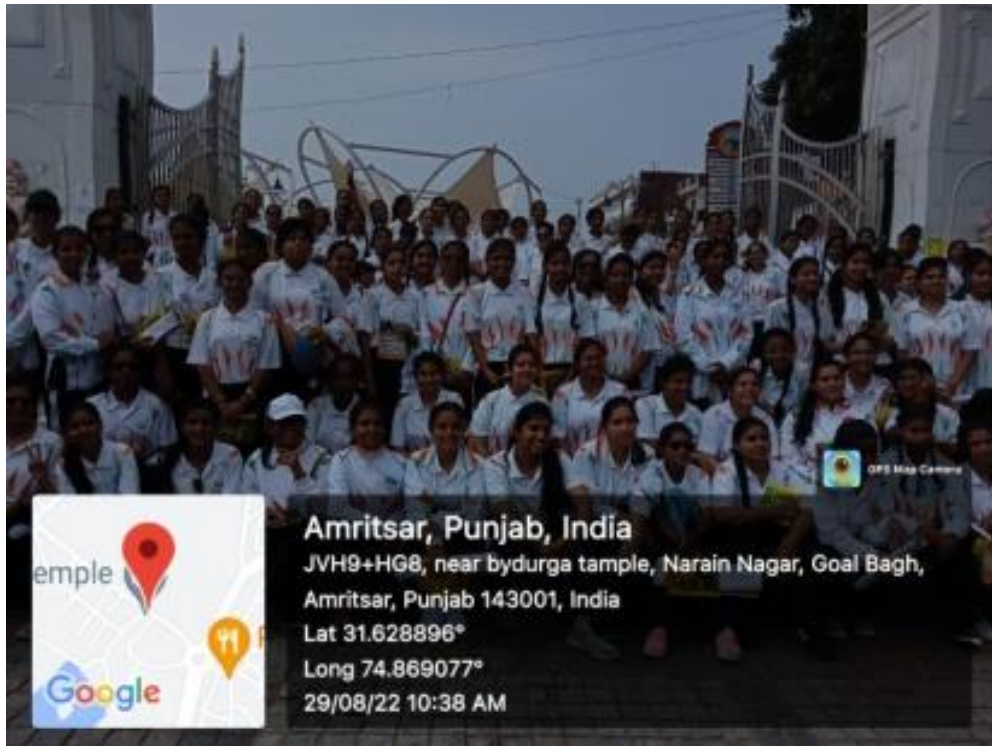 GPS Map Camera
emple
Google
Amritsar, Punjab, India
JVH9+HG8, near bydurga tample, Narain Nagar, Goal Bagh,
Amritsar, Punjab 143001, India
Lat 31.628896°
Long 74.869077°
29/08/22 10:38 AM